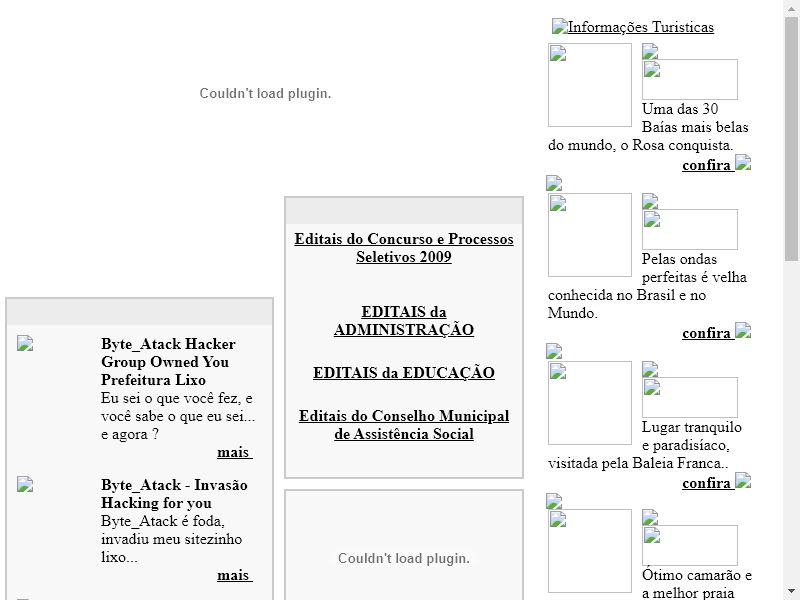 Couldn't load plugin.
Byte_Atack Hacker
Group Owned You
Prefeitura Lixo
Eu sei o que você fez, e
você sabe o que eu sei...
e agora ?
mais
Byte_Atack - Invasão
Hacking for you
Byte_Atack é foda,
invadiu meu sitezinho
lixo...
mais
Editais do Concurso e Processos
Seletivos 2009
EDITAIS da
ADMINISTRAÇÃO
EDITAIS da EDUCAÇÃO
Editais do Conselho Municipal
de Assistência Social
Couldn't load plugin.
Informações Turisticas
Uma das 30
Baías mais belas
do mundo, o Rosa conquista.
confira
Pelas ondas
perfeitas é velha
conhecida no Brasil e no
Mundo.
confira
Lugar tranquilo
e paradisíaco,
visitada pela Baleia Franca..
confira
Ótimo camarão e
a melhor praia